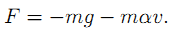 F = −mg − mαv.